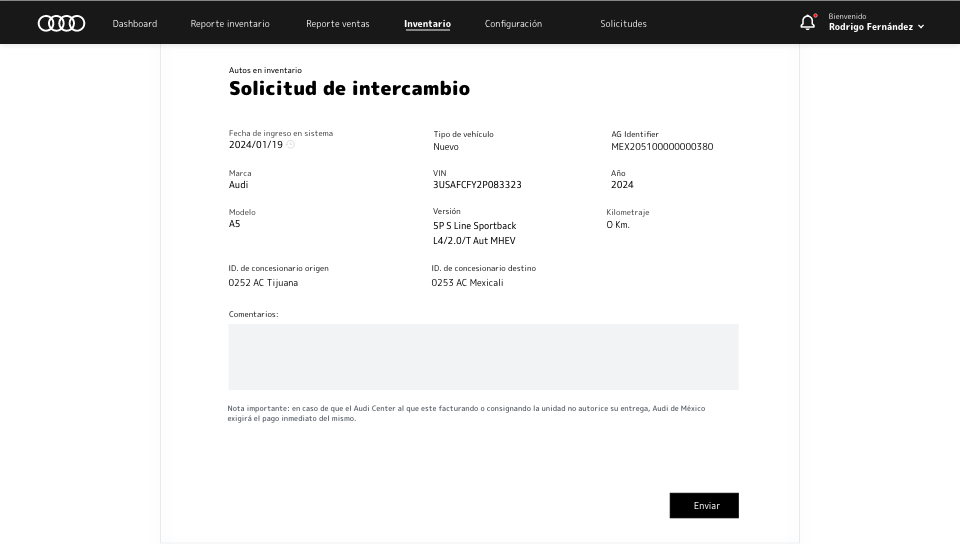 Dashboard
Reporte inventario
Reporte ventas
Inventario
Configuración
Solicitudes
Bienvenido
Rodrigo Fernández
Autos en inventario
Solicitud de intercambio
Fecha de ingreso en sistema
2024/01/19
Tipo de vehículo
Nuevo
AG Identifier
MEX205100000000380
Marca
Audi
VIN
3USAFCFY2P083323
Año
2024
Modelo
A5
Versión
5P S Line Sportback
L4/2.0/T Aut MHEV
Kilometraje
0 Km.
ID. de concesionario origen
0252 AC Tijuana
ID. de concesionario destino
0253 AC Mexicali
Comentarios:
Nota importante: en caso de que el Audi Center al que este facturando o consignando la unidad no autorice su entrega, Audi de México
exigirá el pago inmediato del mismo.
Enviar